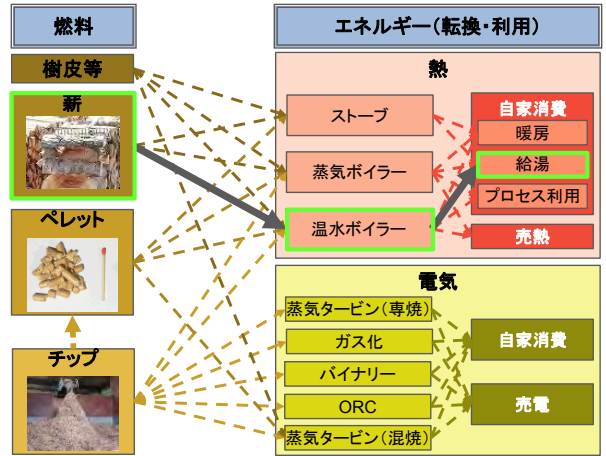 燃料
エネルギー（転換・利用）
樹皮等
薪
ペレット
チップ
熱
ストーブ
蒸気ボイラー
温水ボイラー
自家消費
暖房
給湯
プロセス利用
売熱
電気
蒸気タービン（専焼）
ガス化
バイナリー
ORC
蒸気タービン（混焼）
自家消費
売電